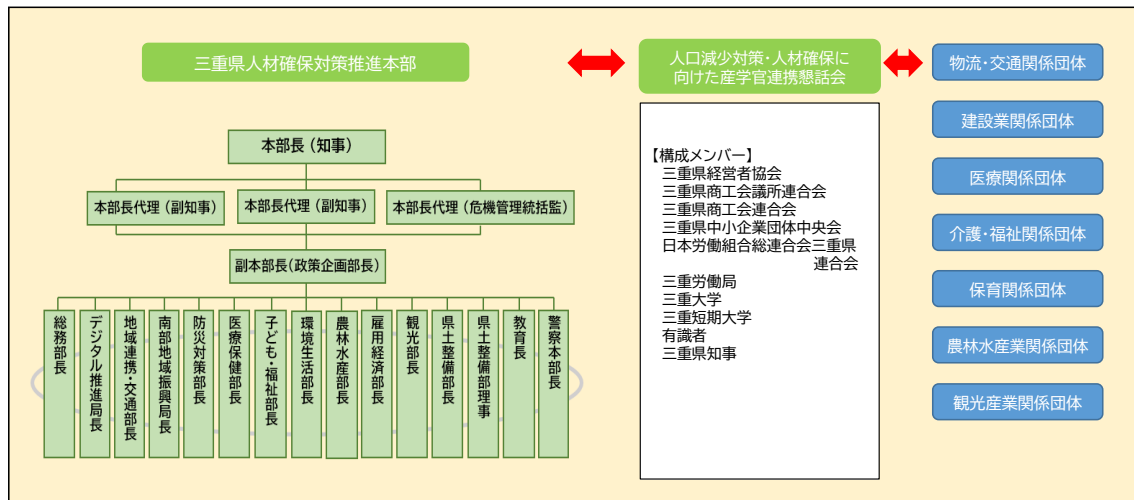 三重県人材確保対策推進本部
本部長（知事）
本部長代理（副知事）
本部長代理（副知事）
本部長代理（危機管理統括監）
副本部長（政策企画部長）
総務部長
デジタル推進局長
地域連携・交通部長
南部地域振興局長
防災対策部長
医療保健部長
子ども・福祉部長
環境生活部長
農林水産部長
雇用経済部長
観光部長
県土整備部長
県土整備部理事
教育長
警察本部長
人口減少対策・人材確保に
向けた産学官連携懇話会
【構成メンバー】
三重県経営者協会
三重県商工会議所連合会
三重県商工会連合会
三重県中小企業団体中央会
日本労働組合総連合会三重県
連合会
三重労働局
三重大学
三重短期大学
有識者
三重県知事
物流・交通関係団体
建設業関係団体
医療関係団体
介護・福祉関係団体
保育関係団体
農林水産業関係団体
観光産業関係団体